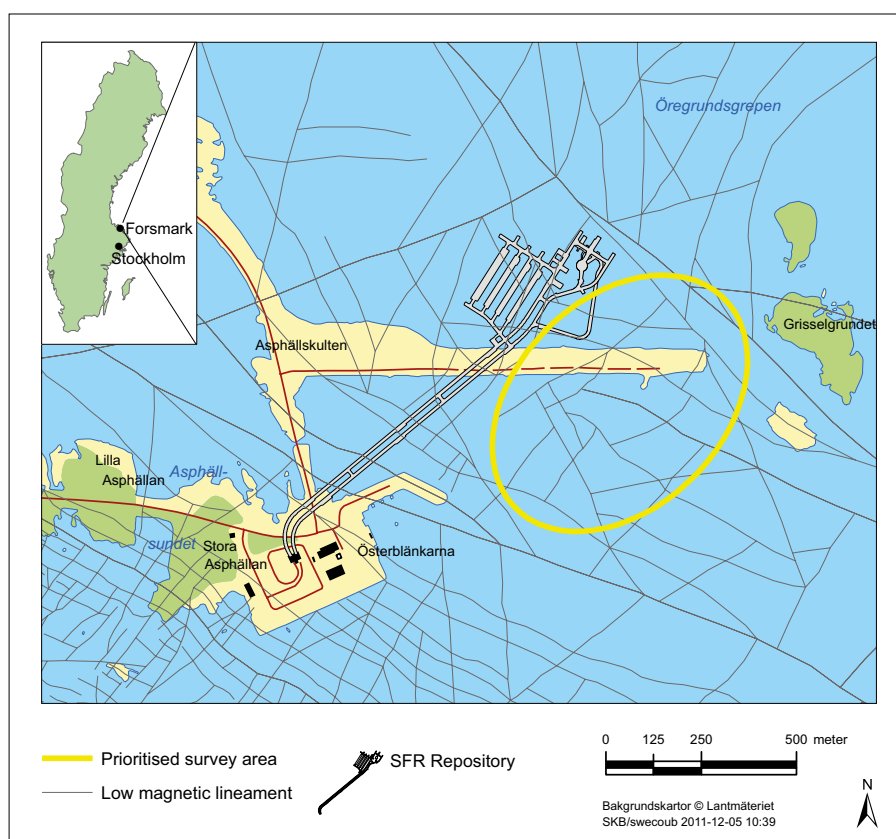 Öregrundsgrepen
Forsmark
Stockholm
Grisselgrundet
Asphällskulten
Lilla
Asphällan
Asphäll-
sundet
Stora
Asphällan
Österblänkarna
Prioritised survey area
Low magnetic lineament
SFR Repository
0 125 250 500 meter
Bakgrundskartor © Lantmäteriet
SKB/swecoub 2011-12-05 10:39
N